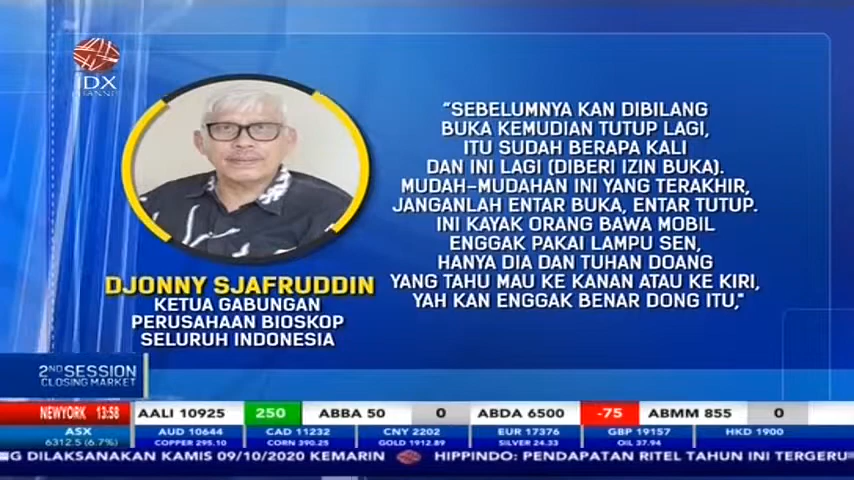 IDX
CHANNEL
"SEBELUMNYA KAN DIBILANG
BUKA KEMUDIAN TUTUP LAGI,
ITU SUDAH BERAPA KALI
DAN INI LAGI (DIBERI IZIN BUKA).
MUDAH-MUDAHAN INI YANG TERAKHIR,
JANGANLAH ENTAR BUKA, ENTAR TUTUP.
INI KAYAK ORANG BAWA MOBIL
ENGGAK PAKAI LAMPU SEN,
HANYA DIA DAN TUHAN DOANG
YANG TAHU MAU KE KANAN ATAU KE KIRI,
YAH KAN ENGGAK BENAR DONG ITU,"
DJONNY SJAFRUDDIN
KETUA GABUNGAN
PERUSAHAAN BIOSKOP
SELURUH INDONESIA
2ND SESSION
CLOSING MARKET
NEWYORK 13:58 AALI 10925 250 ABBA 50 0 ABDA 6500 -75 ABMM 855 0
ASX AUD 10644 CAD 11232 CNY 2202 EUR 17376 GBP 19157 HKD 1900
6312.5 (6.7%) COPPER 295.10 CORN 390.25 GOLD 1912.89 SILVER 24.33 OIL 37.94
NG DILAKSANAKAN KAMIS 09/10/2020 KEMARIN HIPPINDO: PENDAPATAN RITEL TAHUN INI TERGERU